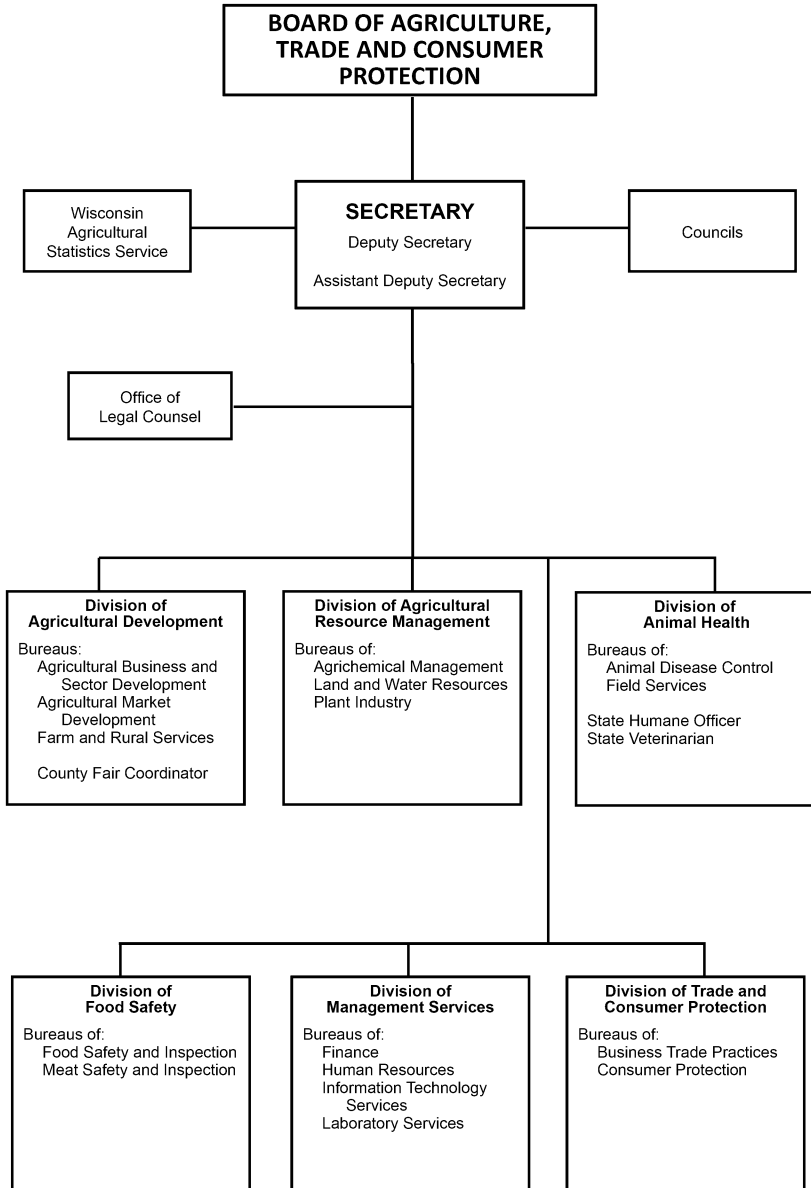 BOARD OF AGRICULTURE,
TRADE AND CONSUMER
PROTECTION
Wisconsin
Agricultural
Statistics Service
SECRETARY
Deputy Secretary
Assistant Deputy Secretary
Councils
Office of
Legal Counsel
Division of
Agricultural Development
Bureaus:
Agricultural Business and
Sector Development
Agricultural Market
Development
Farm and Rural Services
County Fair Coordinator
Division of Agricultural
Resource Management
Bureaus of:
Agrichemical Management
Land and Water Resources
Plant Industry
Division of
Animal Health
Bureaus of:
Animal Disease Control
Field Services
State Humane Officer
State Veterinarian
Division of
Food Safety
Bureaus of:
Food Safety and Inspection
Meat Safety and Inspection
Division of
Management Services
Bureaus of:
Finance
Human Resources
Information Technology
Services
Laboratory Services
Division of Trade and
Consumer Protection
Bureaus of:
Business Trade Practices
Consumer Protection